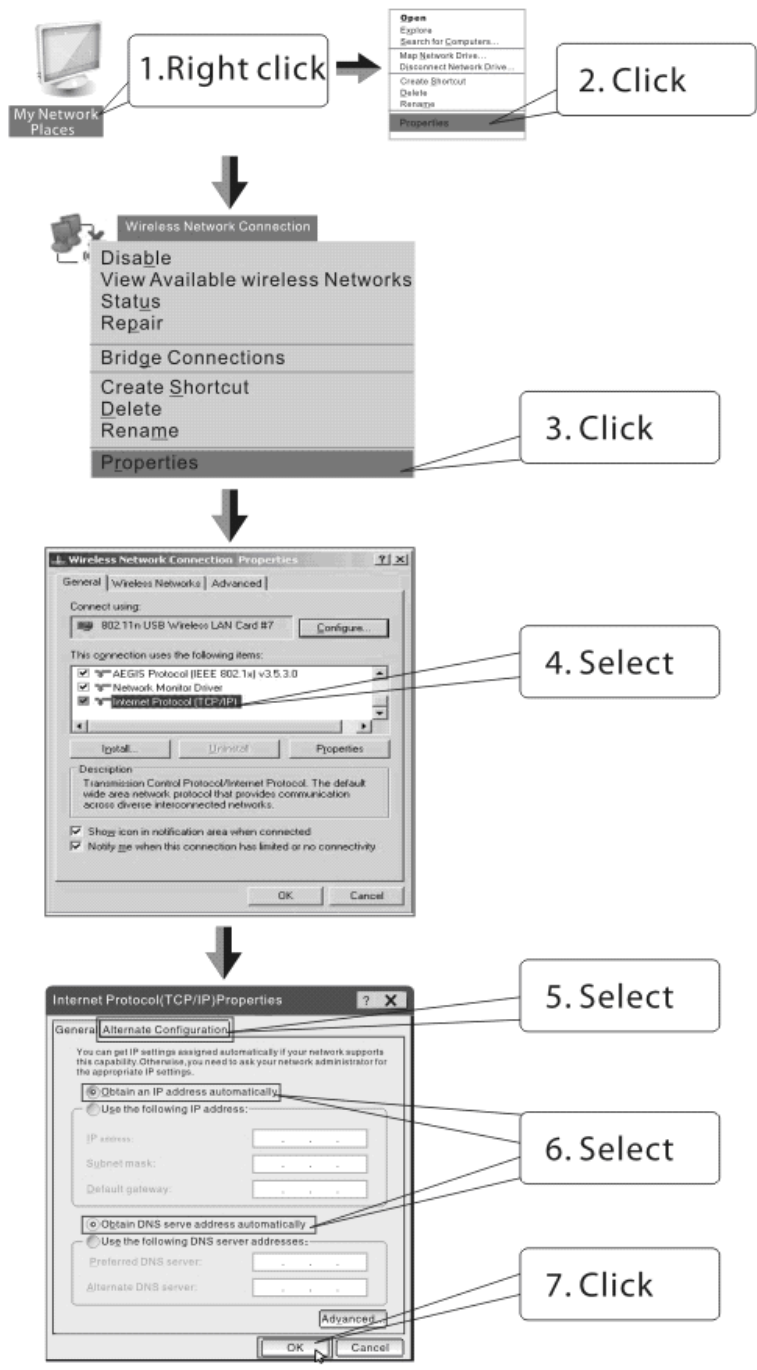 1.Right click
My Network
Places
Open
Explore
Search for Computers...
Map Network Drive...
Disconnect Network Drive...
Create Shortcut
Delete
Rename
Properties
2. Click
Wireless Network Connection
Disable
View Available wireless Networks
Status
Repair
Bridge Connections
Create Shortcut
Delete
Rename
Properties
3. Click
Wireless Network Connection Properties
General Wireless Networks Advanced
Connect using:
802.11n USB Wireless LAN Card #7 Configure...
This connection uses the following items:
AEGIS Protocol (IEEE 802.1x) v3.5.3.0
Network Monitor Driver
Internet Protocol (TCP/IP)
4. Select
Install... Uninstall Properties
Description
Transmission Control Protocol/Internet Protocol. The default
wide area network protocol that provides communication
across diverse interconnected networks.
Show icon in notification area when connected
Notify me when this connection has limited or no connectivity
OK Cancel
Internet Protocol(TCP/IP)Properties ? X
5. Select
General Alternate Configuration
You can get IP settings assigned automatically if your network supports
this capability.Otherwise,you need to ask your network administrator for
the appropriate IP settings.
Obtain an IP address automatically
Use the following IP address:
6. Select
IP address:
Subnet mask:
Default gateway:
Obtain DNS serve address automatically
Use the following DNS server addresses:
Preferred DNS server:
Alternate DNS server:
7. Click
Advanced...
OK Cancel